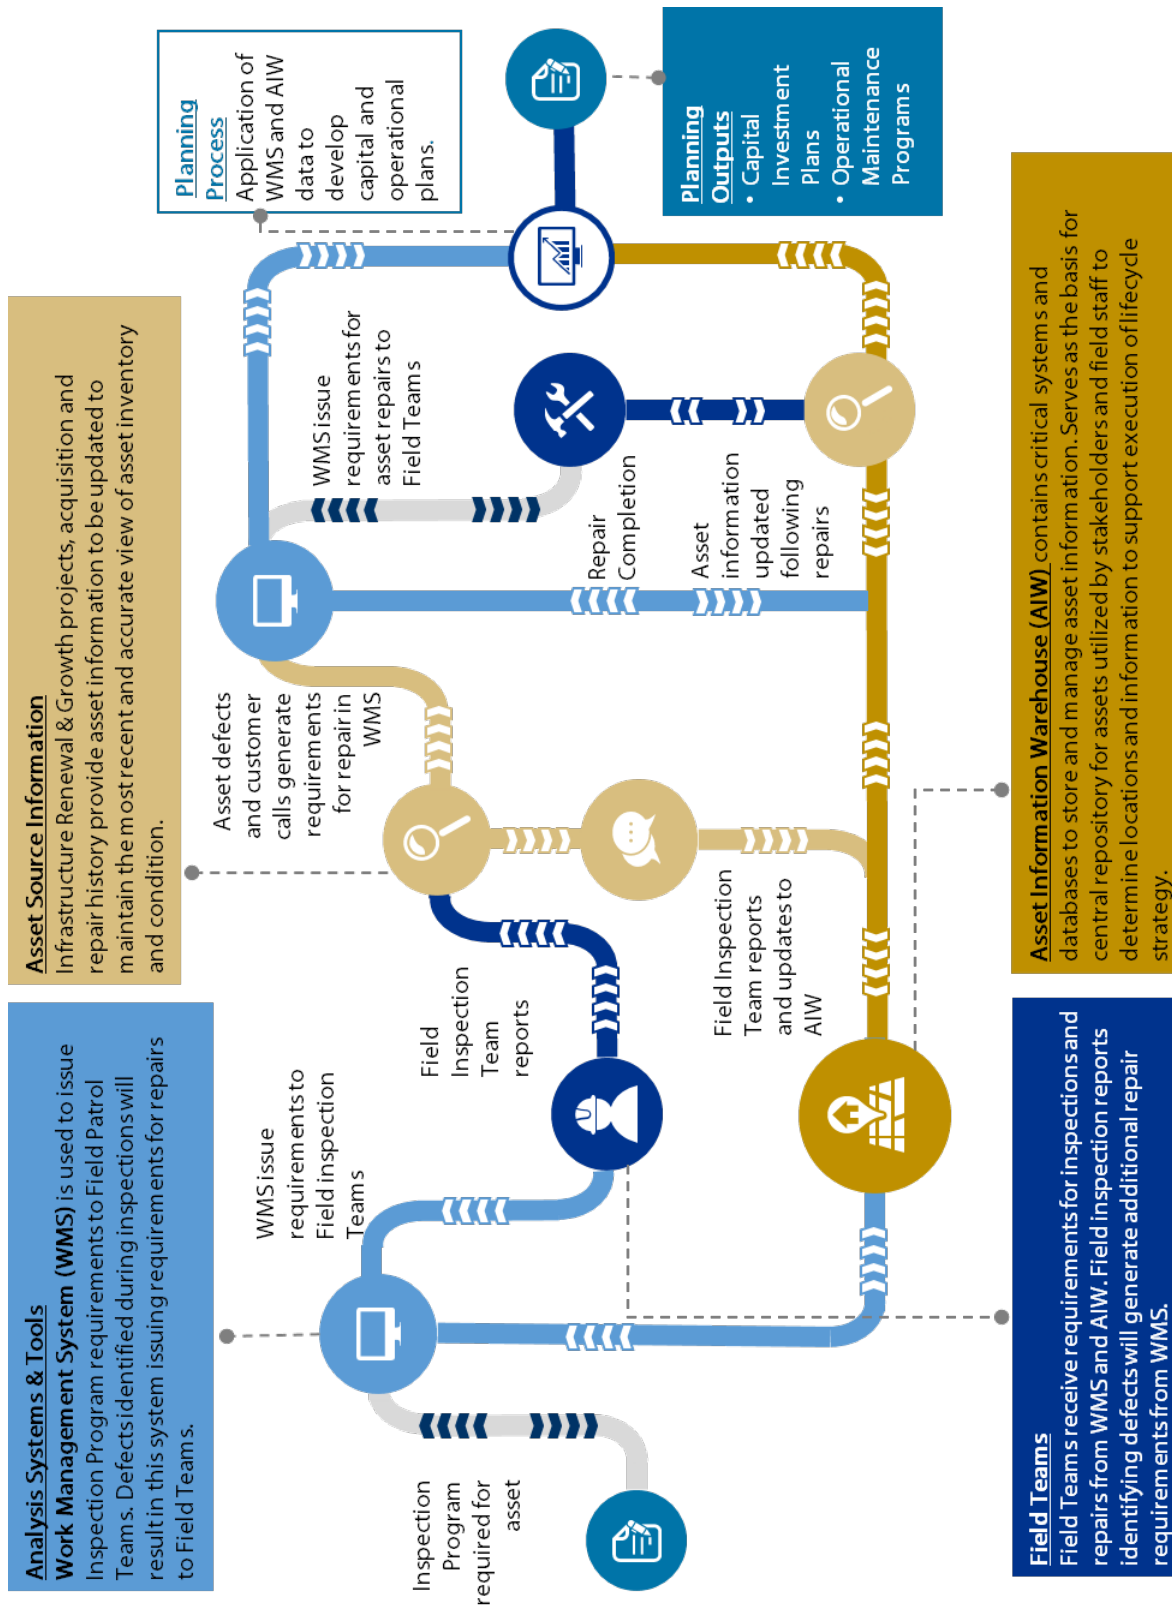 Analysis Systems & Tools
Work Management System (WMS) is used to issue
Inspection Program requirements to Field Patrol
Teams. Defects identified during inspections will
result in this system issuing requirements for repairs
to Field Teams.
Asset Source Information
Infrastructure Renewal & Growth projects, acquisition and
repair history provide asset information to be updated to
maintain the most recent and accurate view of asset inventory
and condition.
Planning
Process
Application of
WMS and AIW
data to
develop
capital and
operational
plans.
Inspection
Program
required for
asset
WMS issue
requirements to
Field inspection
Teams
Field
Inspection
Team
reports
Asset defects
and customer
calls generate
requirements
for repair in
WMS
WMS issue
requirements for
asset repairs to
Field Teams
Repair
Completion
Asset
information
updated
following
repairs
Field Inspection
Team reports
and updates to
AIW
Planning
Outputs
• Capital
Investment
Plans
• Operational
Maintenance
Programs
Field Teams
Field Teams receive requirements for inspections and
repairs from WMS and AIW. Field inspection reports
identifying defects will generate additional repair
requirements from WMS.
Asset Information Warehouse (AIW) contains critical systems and
databases to store and manage asset information. Serves as the basis for
central repository for assets utilized by stakeholders and field staff to
determine locations and information to support execution of lifecycle
strategy.